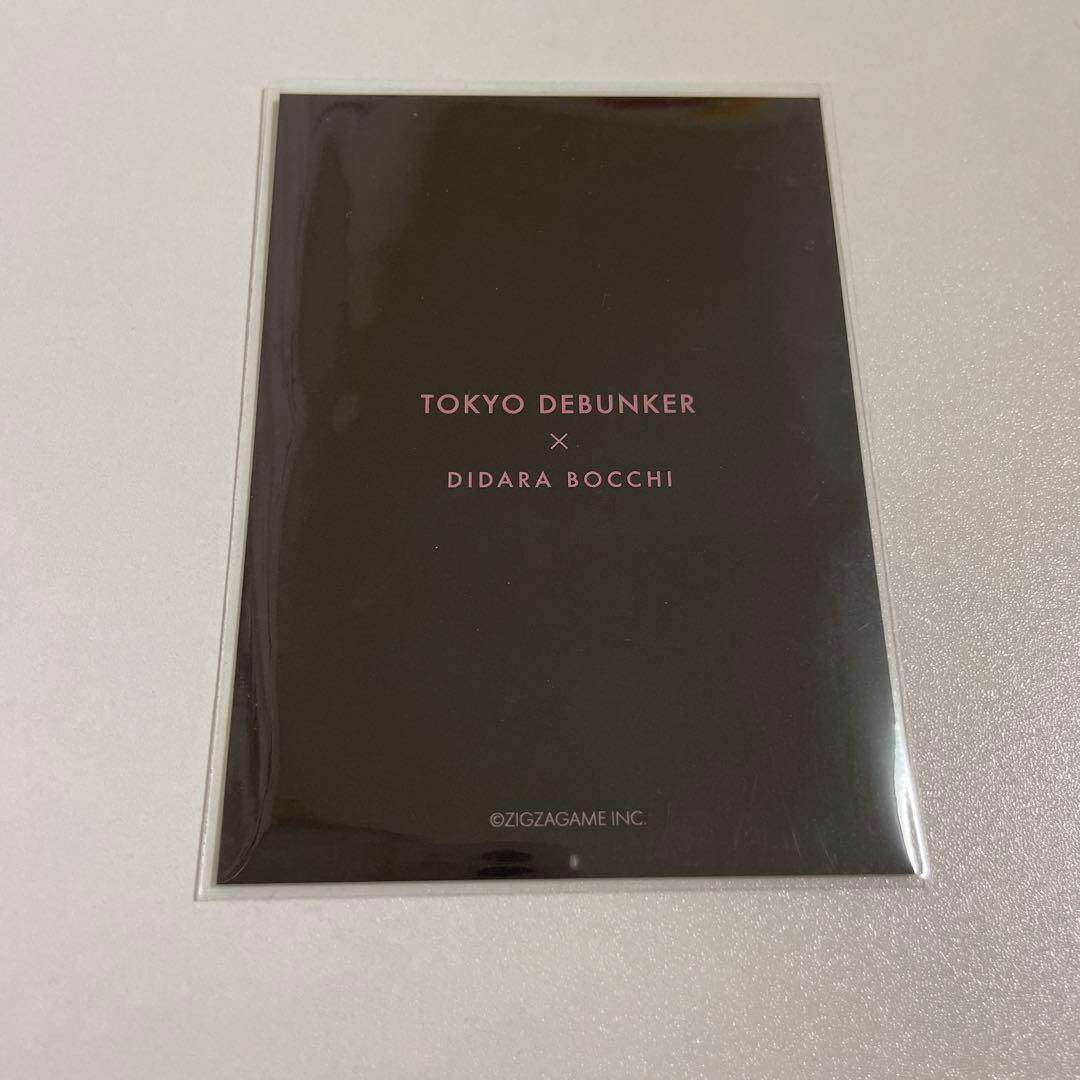 TOKYO DEBUNKER
×
DIDARA BOCCHI
©ZIGZAGAME INC.